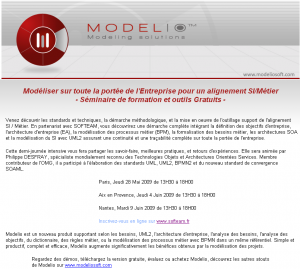 MODELIO™
Modeling solutions
www.modeliosoft.com
Modéliser sur toute la portée de l'Entreprise pour un alignement SI/Métier
- Séminaire de formation et outils Gratuits -
Venez découvrir les standards et techniques, la démarche méthodologique, et la mise en oeuvre de l'outillage support de l'alignement
SI / Métier. En partenariat avec SOFTEAM, vous découvrirez une démarche complète intégrant la définition des objectifs d'entreprise,
l'architecture d'entreprise (EA), la modélisation des processus métier (BPM), la formalisation des besoins métier, les architectures SOA
et la modélisation du SI avec UML2 assurant une continuité et une traçabilité complète sur toute la portée de l'entreprise.
Cette demi-journée intensive vous fera partager les savoir-faire, meilleures pratiques, et retours d'expériences. Elle sera animée par
Philippe DESFRAY, spécialiste mondialement reconnu des Technologies Objets et Architectures Orientées Services. Membre
contributeur de l'OMG, il a participé à l'élaboration des standards UML, UML2, BPMN2 et du nouveau standard de convergence
SOAML.
Paris, Jeudi 28 Mai 2009 de 13H30 à 18H00
Aix en Provence, Jeudi 4 Juin 2009 de 13H30 à 18H00
Nantes, Mardi 9 Juin 2009 de 13H30 à 18H00
Inscrivez-vous en ligne sur www.softeam.fr
Modelio est un nouveau produit supportant selon les besoins, UML2, l'architecture d'entreprise, l'analyse des besoins, l'analyse des
objectifs, du dictionnaire, des règles métier, ou la modélisation des processus métier avec BPMN dans un même référentiel. Simple et
productif, complet et efficace, Modelio augmente significativement les bénéfices obtenus par la modélisation des projets.
Regardez des démos, téléchargez la version gratuite, évaluez ou achetez Modelio, découvrez les autres atouts
de Modelio sur www.modeliosoft.com